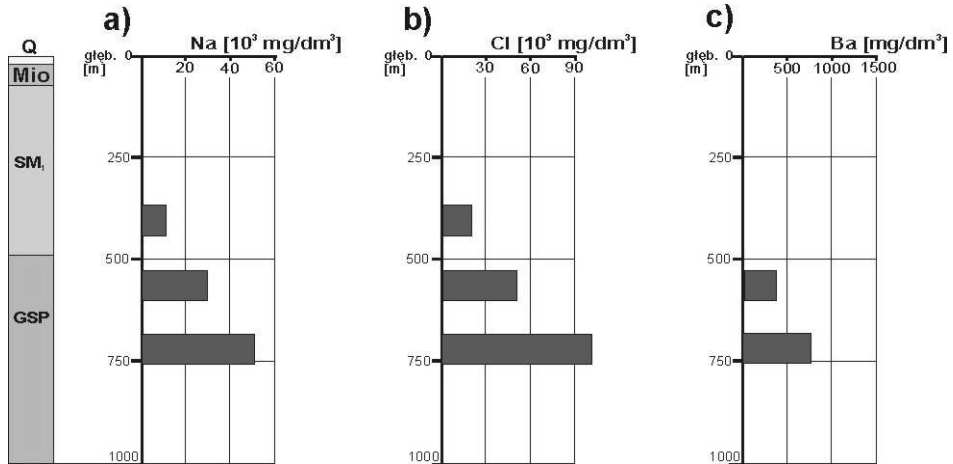 a)
b)
c)
Q
Mio
SM₁
GSP
Na [10³ mg/dm³]
głęb. 0
[m]
20 40 60
250
500
750
1000
Cl [10³ mg/dm³]
głęb. 0
[m]
30 60 90
250
500
750
1000
Ba [mg/dm³]
głęb. 0
[m]
500 1000 1500
250
500
750
1000